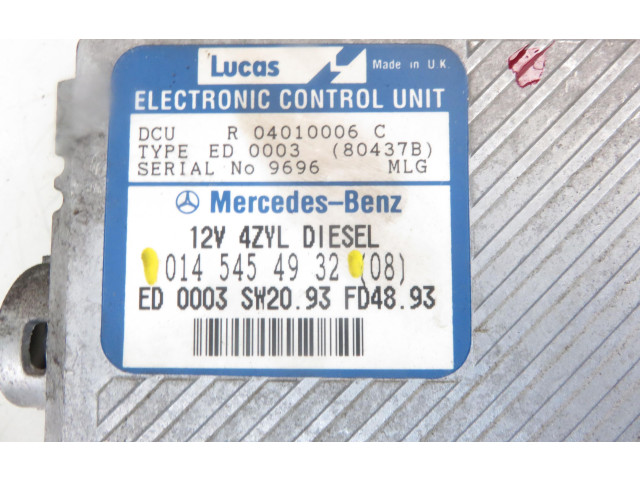 Lucas
Made in U.K.
ELECTRONIC CONTROL UNIT
DCU R 04010006 C
TYPE ED 0003 (80437B)
SERIAL No 9696 MLG
Mercedes-Benz
12V 4ZYL DIESEL
014 545 49 32 (08)
ED 0003 SW20.93 FD48.93